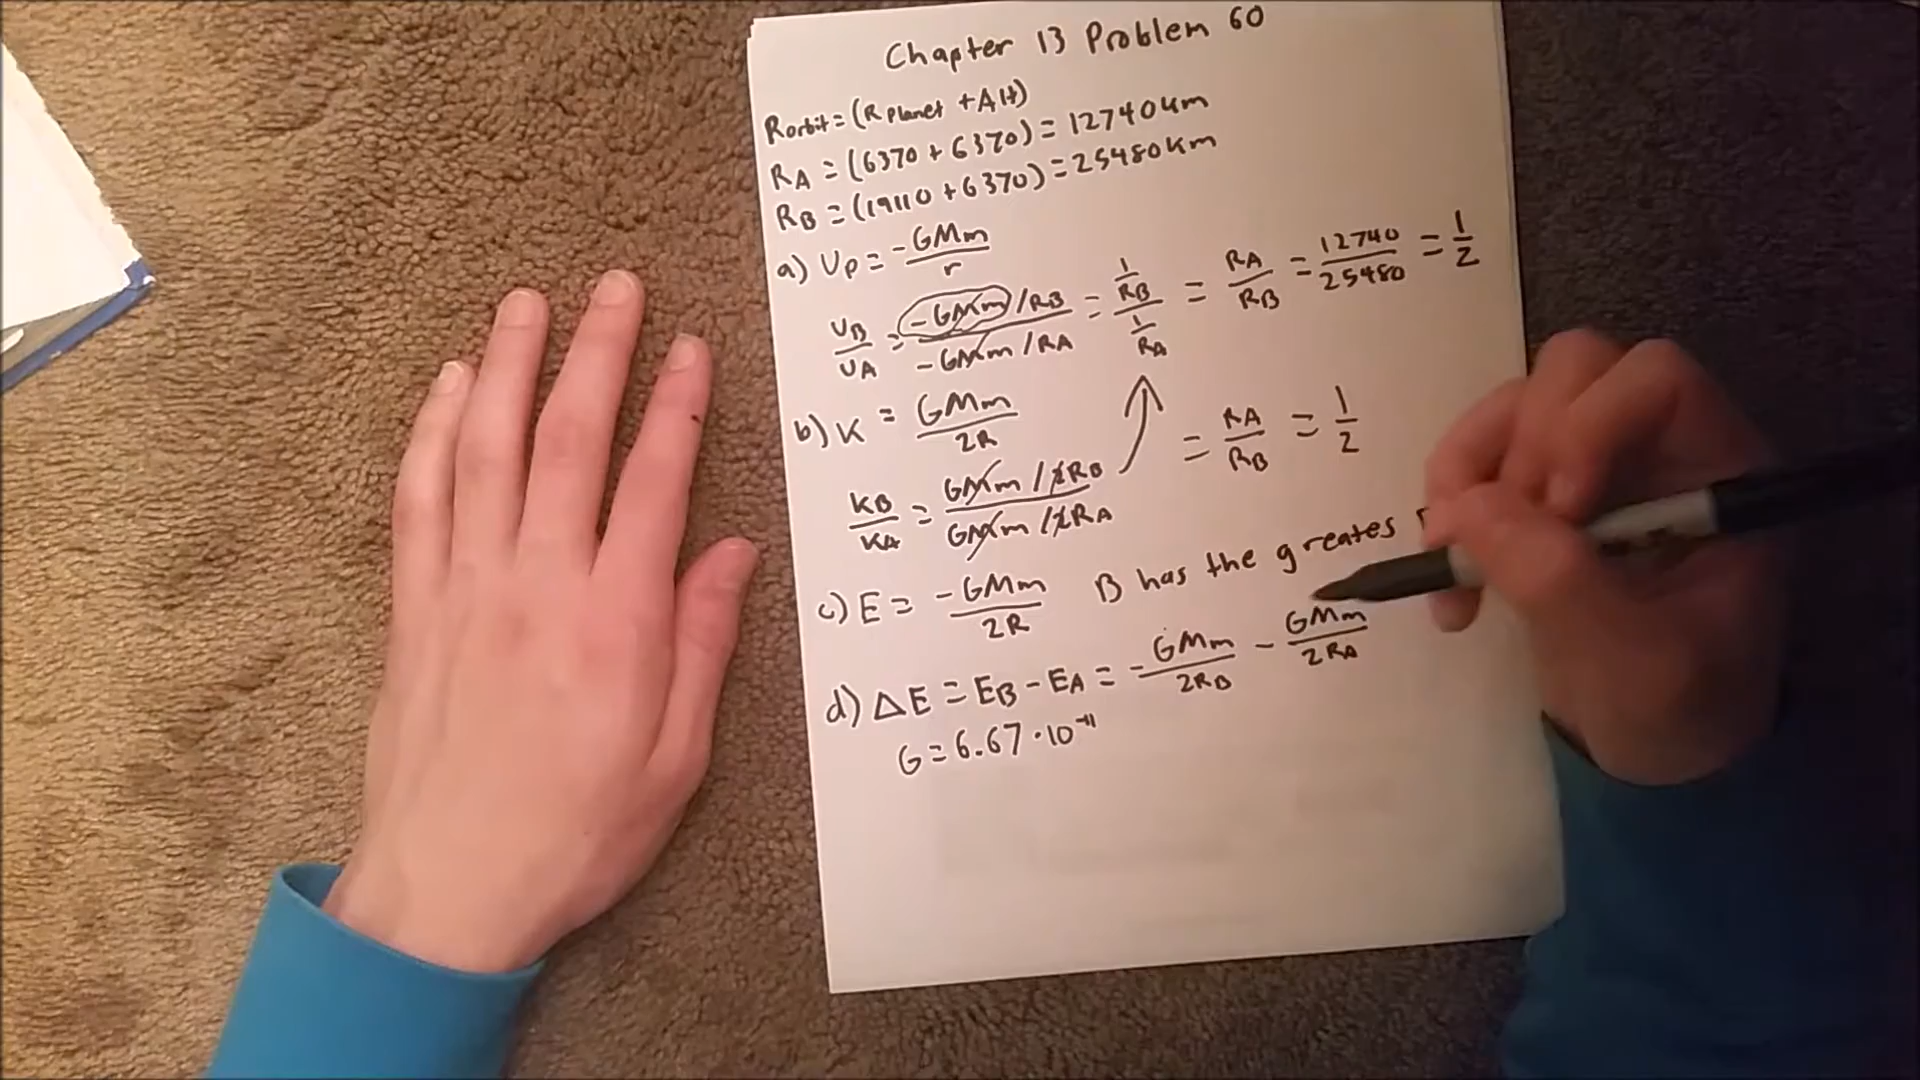 Chapter 13 Problem 60
Rorbit = (Rplanet + Alt)
RA = (6370 + 6370) = 12740km
RB = (19110 + 6370) = 25480km
a) Up = -GMm/r
UB/UA = (-GMm/RB)/(-GMm/RA) = (1/RB)/(1/RA) = RA/RB = 12740/25480 = 1/2
b) K = GMm/2R
KB/KA = (GMm/2RB)/(GMm/2RA) = RA/RB = 1/2
c) E = -GMm/2R B has the greates
d) ΔE = EB - EA = -GMm/2RB - GMm/2RA
G = 6.67·10⁻¹¹